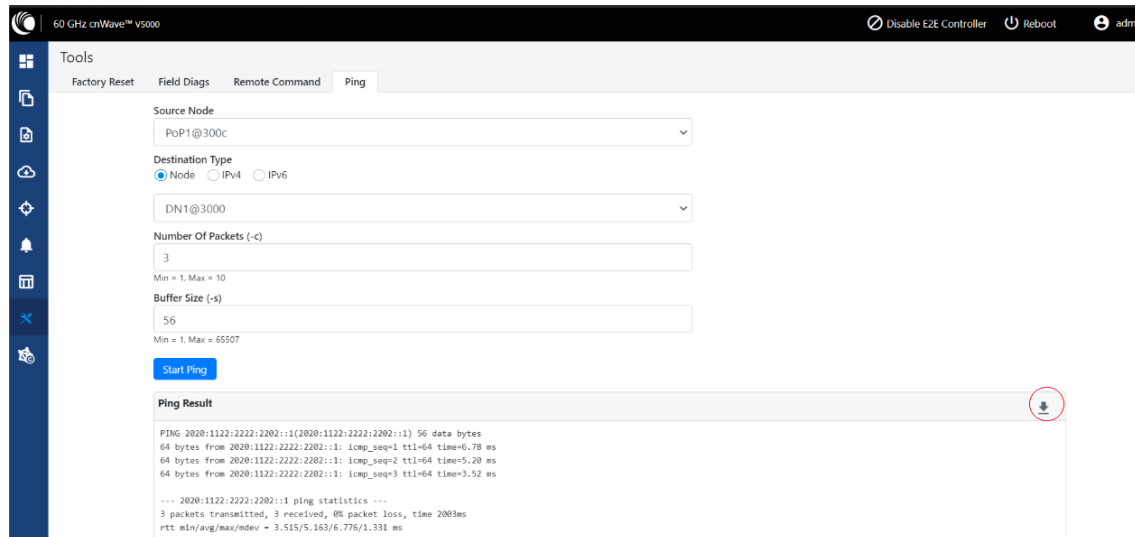 60 GHz cnWave™ V5000 Disable E2E Controller Reboot adm
Tools
Factory Reset Field Diags Remote Command Ping
Source Node
PoP1@300c
Destination Type
Node IPv4 IPv6
DN1@3000
Number Of Packets (-c)
3
Min = 1, Max = 10
Buffer Size (-s)
56
Min = 1, Max = 65507
Start Ping
Ping Result
PING 2020:1122:2222:2202::1(2020:1122:2222:2202::1) 56 data bytes
64 bytes from 2020:1122:2222:2202::1: icmp_seq=1 ttl=64 time=6.78 ms
64 bytes from 2020:1122:2222:2202::1: icmp_seq=2 ttl=64 time=5.20 ms
64 bytes from 2020:1122:2222:2202::1: icmp_seq=3 ttl=64 time=3.52 ms
--- 2020:1122:2222:2202::1 ping statistics ---
3 packets transmitted, 3 received, 0% packet loss, time 2003ms
rtt min/avg/max/mdev = 3.515/5.163/6.776/1.331 ms